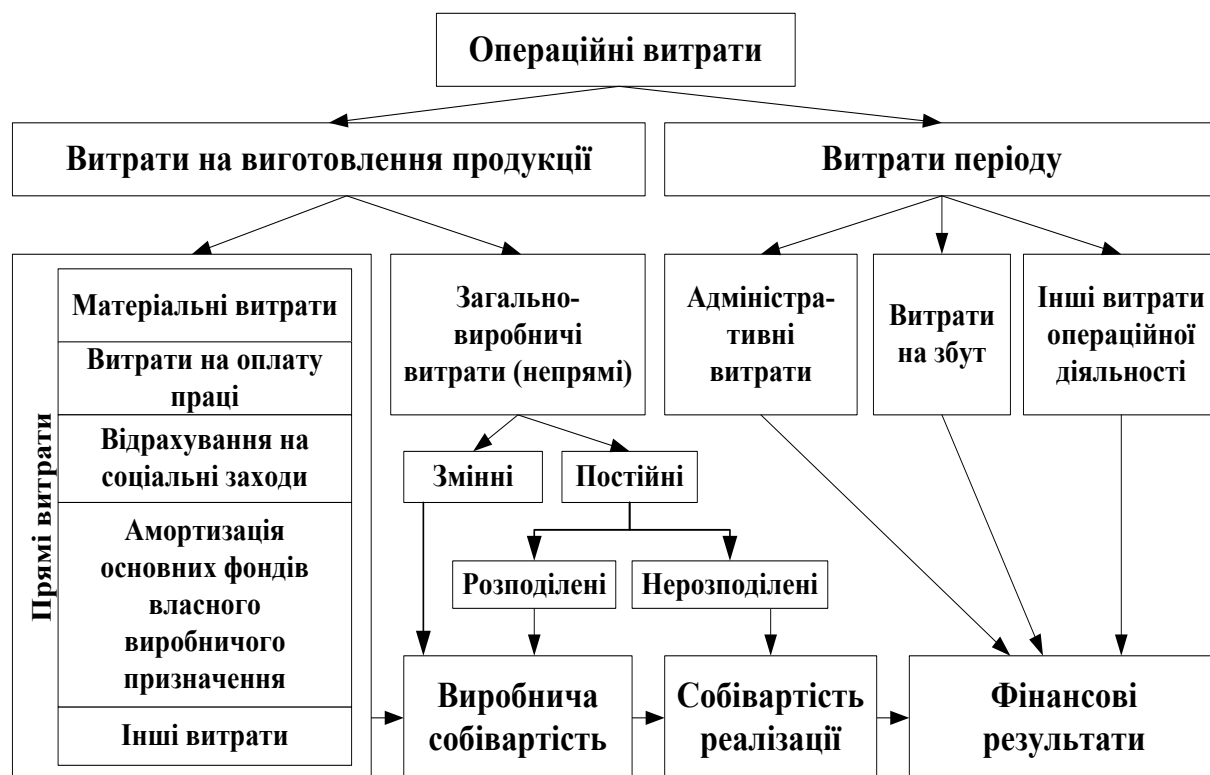 Операційні витрати
Витрати на виготовлення продукції
Витрати періоду
Прямі витрати
Матеріальні витрати
Витрати на оплату
праці
Відрахування на
соціальні заходи
Амортизація
основних фондів
власного
виробничого
призначення
Інші витрати
Загально-
виробничі
витрати (непрямі)
Адміністра-
тивні
витрати
Витрати
на збут
Інші витрати
операційної
діяльності
Змінні
Постійні
Розподілені
Нерозподілені
Виробнича
собівартість
Собівартість
реалізації
Фінансові
результати